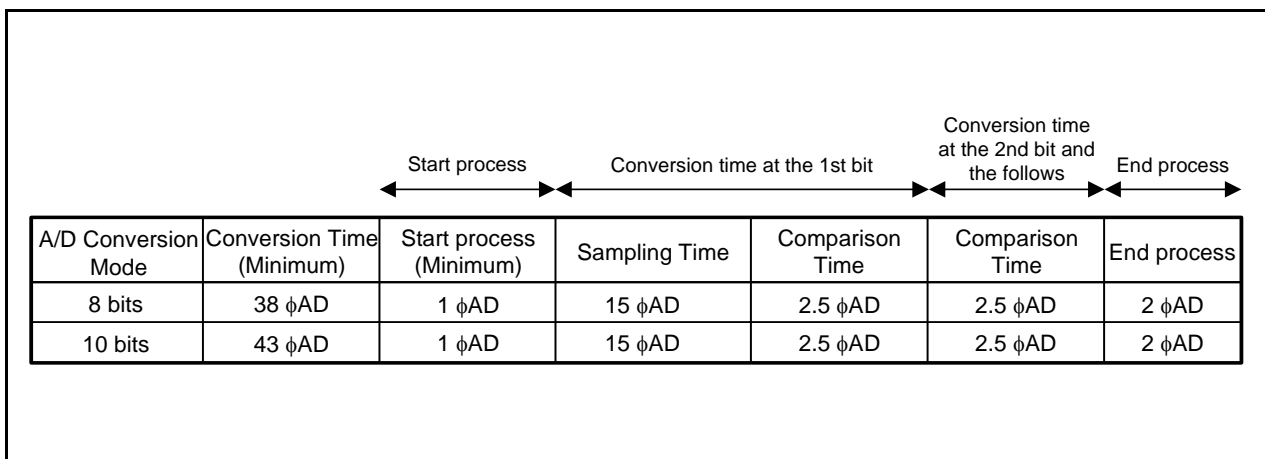 Start process
Conversion time at the 1st bit
Conversion time
at the 2nd bit and
the follows
End process
A/D Conversion Mode | Conversion Time (Minimum) | Start process (Minimum) | Sampling Time | Comparison Time | Comparison Time | End process
8 bits | 38 ϕAD | 1 ϕAD | 15 ϕAD | 2.5 ϕAD | 2.5 ϕAD | 2 ϕAD
10 bits | 43 ϕAD | 1 ϕAD | 15 ϕAD | 2.5 ϕAD | 2.5 ϕAD | 2 ϕAD